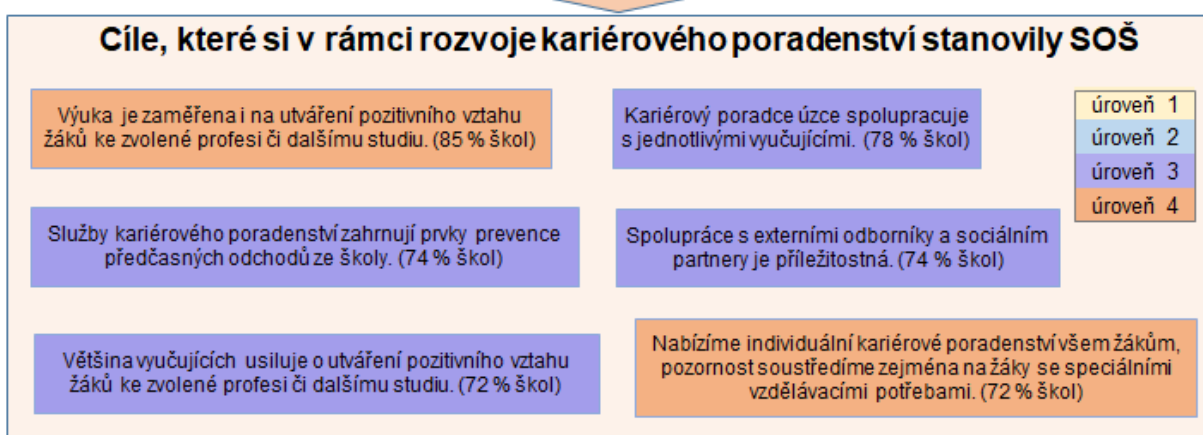 Cíle, které si v rámci rozvoje kariérového poradenství stanovily SOŠ
Výuka je zaměřena i na utváření pozitivního vztahu
žáků ke zvolené profesi či dalšímu studiu. (85 % škol)
Kariérový poradce úzce spolupracuje
s jednotlivými vyučujícími. (78 % škol)
úroveň 1
úroveň 2
úroveň 3
úroveň 4
Služby kariérového poradenství zahrnují prvky prevence
předčasných odchodů ze školy. (74 % škol)
Spolupráce s externími odborníky a sociálním
partnery je příležitostná. (74 % škol)
Většina vyučujících usiluje o utváření pozitivního vztahu
žáků ke zvolené profesi či dalšímu studiu. (72 % škol)
Nabízíme individuální kariérové poradenství všem žákům,
pozornost soustředíme zejména na žáky se speciálními
vzdělávacími potřebami. (72 % škol)